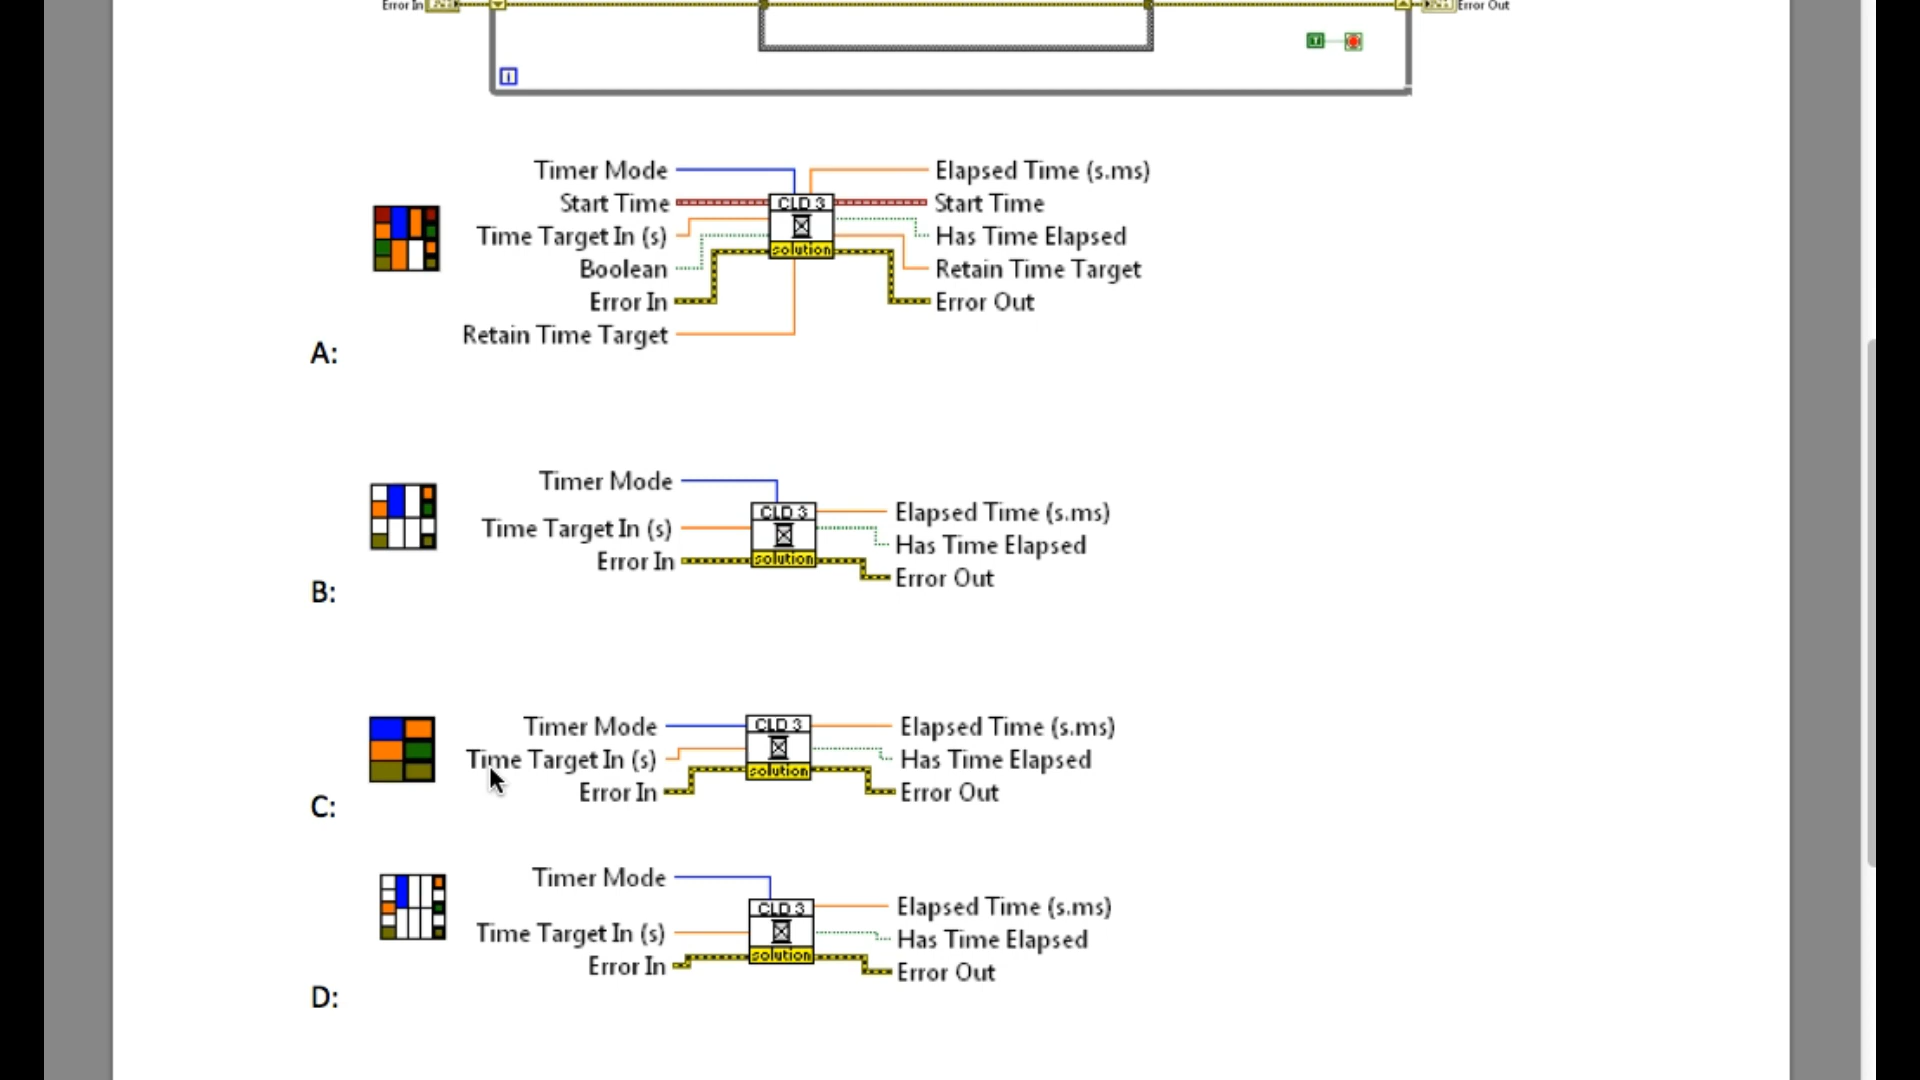 Error In
Error Out
T
i
Timer Mode
Elapsed Time (s.ms)
Start Time
CLD 3
Start Time
Time Target In (s)
Has Time Elapsed
solution
Boolean
Retain Time Target
Error In
Error Out
Retain Time Target
A:
Timer Mode
CLD 3
Elapsed Time (s.ms)
Time Target In (s)
Has Time Elapsed
Error In
solution
Error Out
B:
Timer Mode
CLD 3
Elapsed Time (s.ms)
Time Target In (s)
Has Time Elapsed
solution
Error In
Error Out
C:
Timer Mode
CLD 3
Elapsed Time (s.ms)
Time Target In (s)
Has Time Elapsed
solution
Error In
Error Out
D: